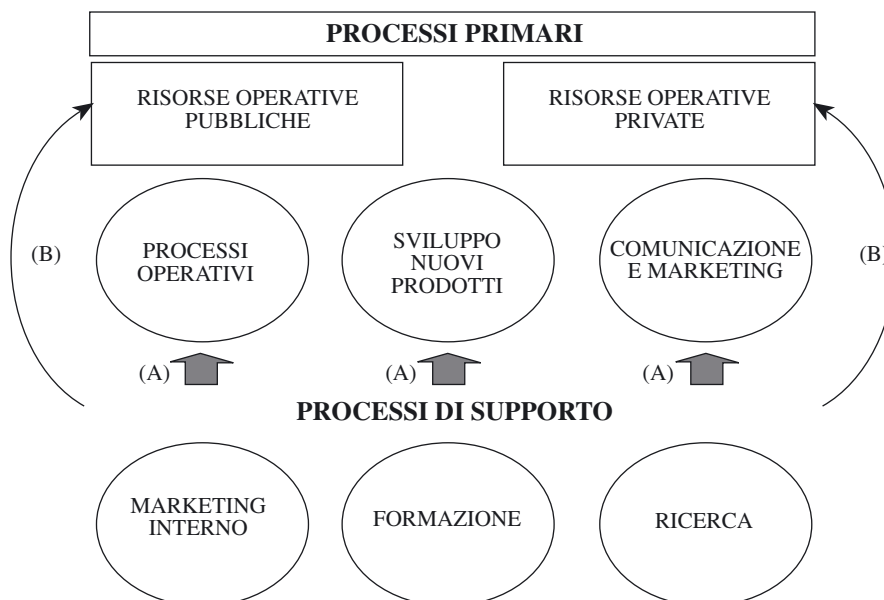 PROCESSI PRIMARI
RISORSE OPERATIVE
PUBBLICHE
RISORSE OPERATIVE
PRIVATE
(B)
PROCESSI
OPERATIVI
SVILUPPO
NUOVI
PRODOTTI
COMUNICAZIONE
E MARKETING
(B)
(A)
(A)
(A)
PROCESSI DI SUPPORTO
MARKETING
INTERNO
FORMAZIONE
RICERCA